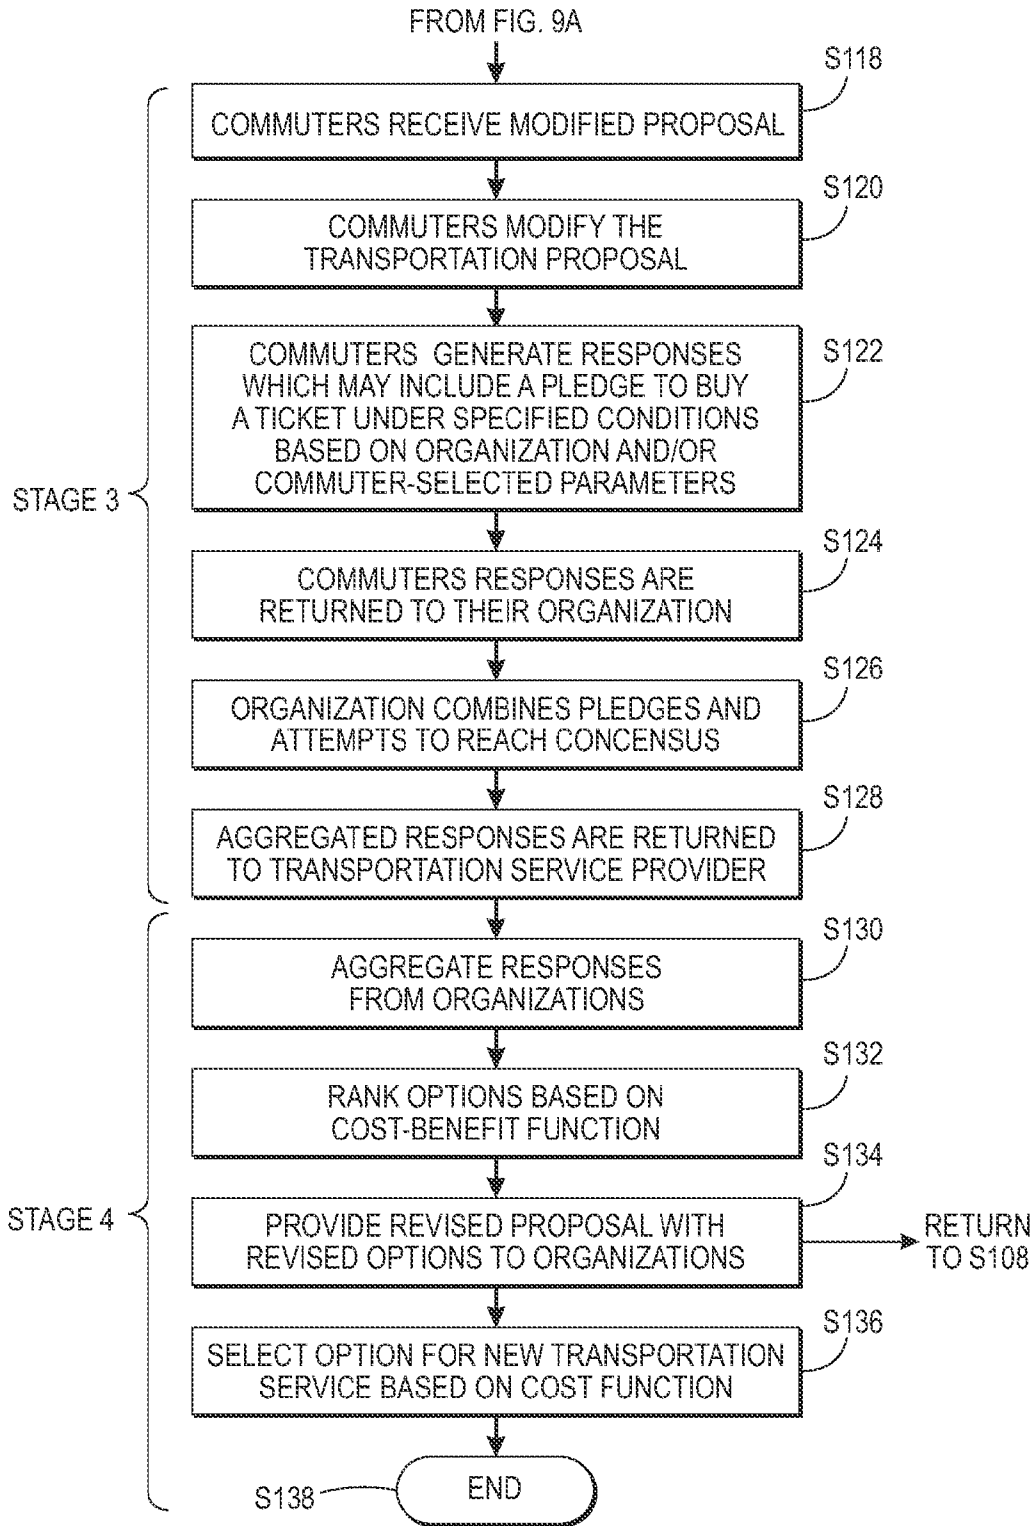 FROM FIG. 9A
S118
COMMUTERS RECEIVE MODIFIED PROPOSAL
S120
COMMUTERS MODIFY THE
TRANSPORTATION PROPOSAL
S122
COMMUTERS GENERATE RESPONSES
WHICH MAY INCLUDE A PLEDGE TO BUY
A TICKET UNDER SPECIFIED CONDITIONS
BASED ON ORGANIZATION AND/OR
COMMUTER-SELECTED PARAMETERS
STAGE 3
S124
COMMUTERS RESPONSES ARE
RETURNED TO THEIR ORGANIZATION
S126
ORGANIZATION COMBINES PLEDGES AND
ATTEMPTS TO REACH CONCENSUS
S128
AGGREGATED RESPONSES ARE RETURNED
TO TRANSPORTATION SERVICE PROVIDER
S130
AGGREGATE RESPONSES
FROM ORGANIZATIONS
S132
RANK OPTIONS BASED ON
COST-BENEFIT FUNCTION
S134
STAGE 4
PROVIDE REVISED PROPOSAL WITH
REVISED OPTIONS TO ORGANIZATIONS
RETURN
TO S108
S136
SELECT OPTION FOR NEW TRANSPORTATION
SERVICE BASED ON COST FUNCTION
S138
END